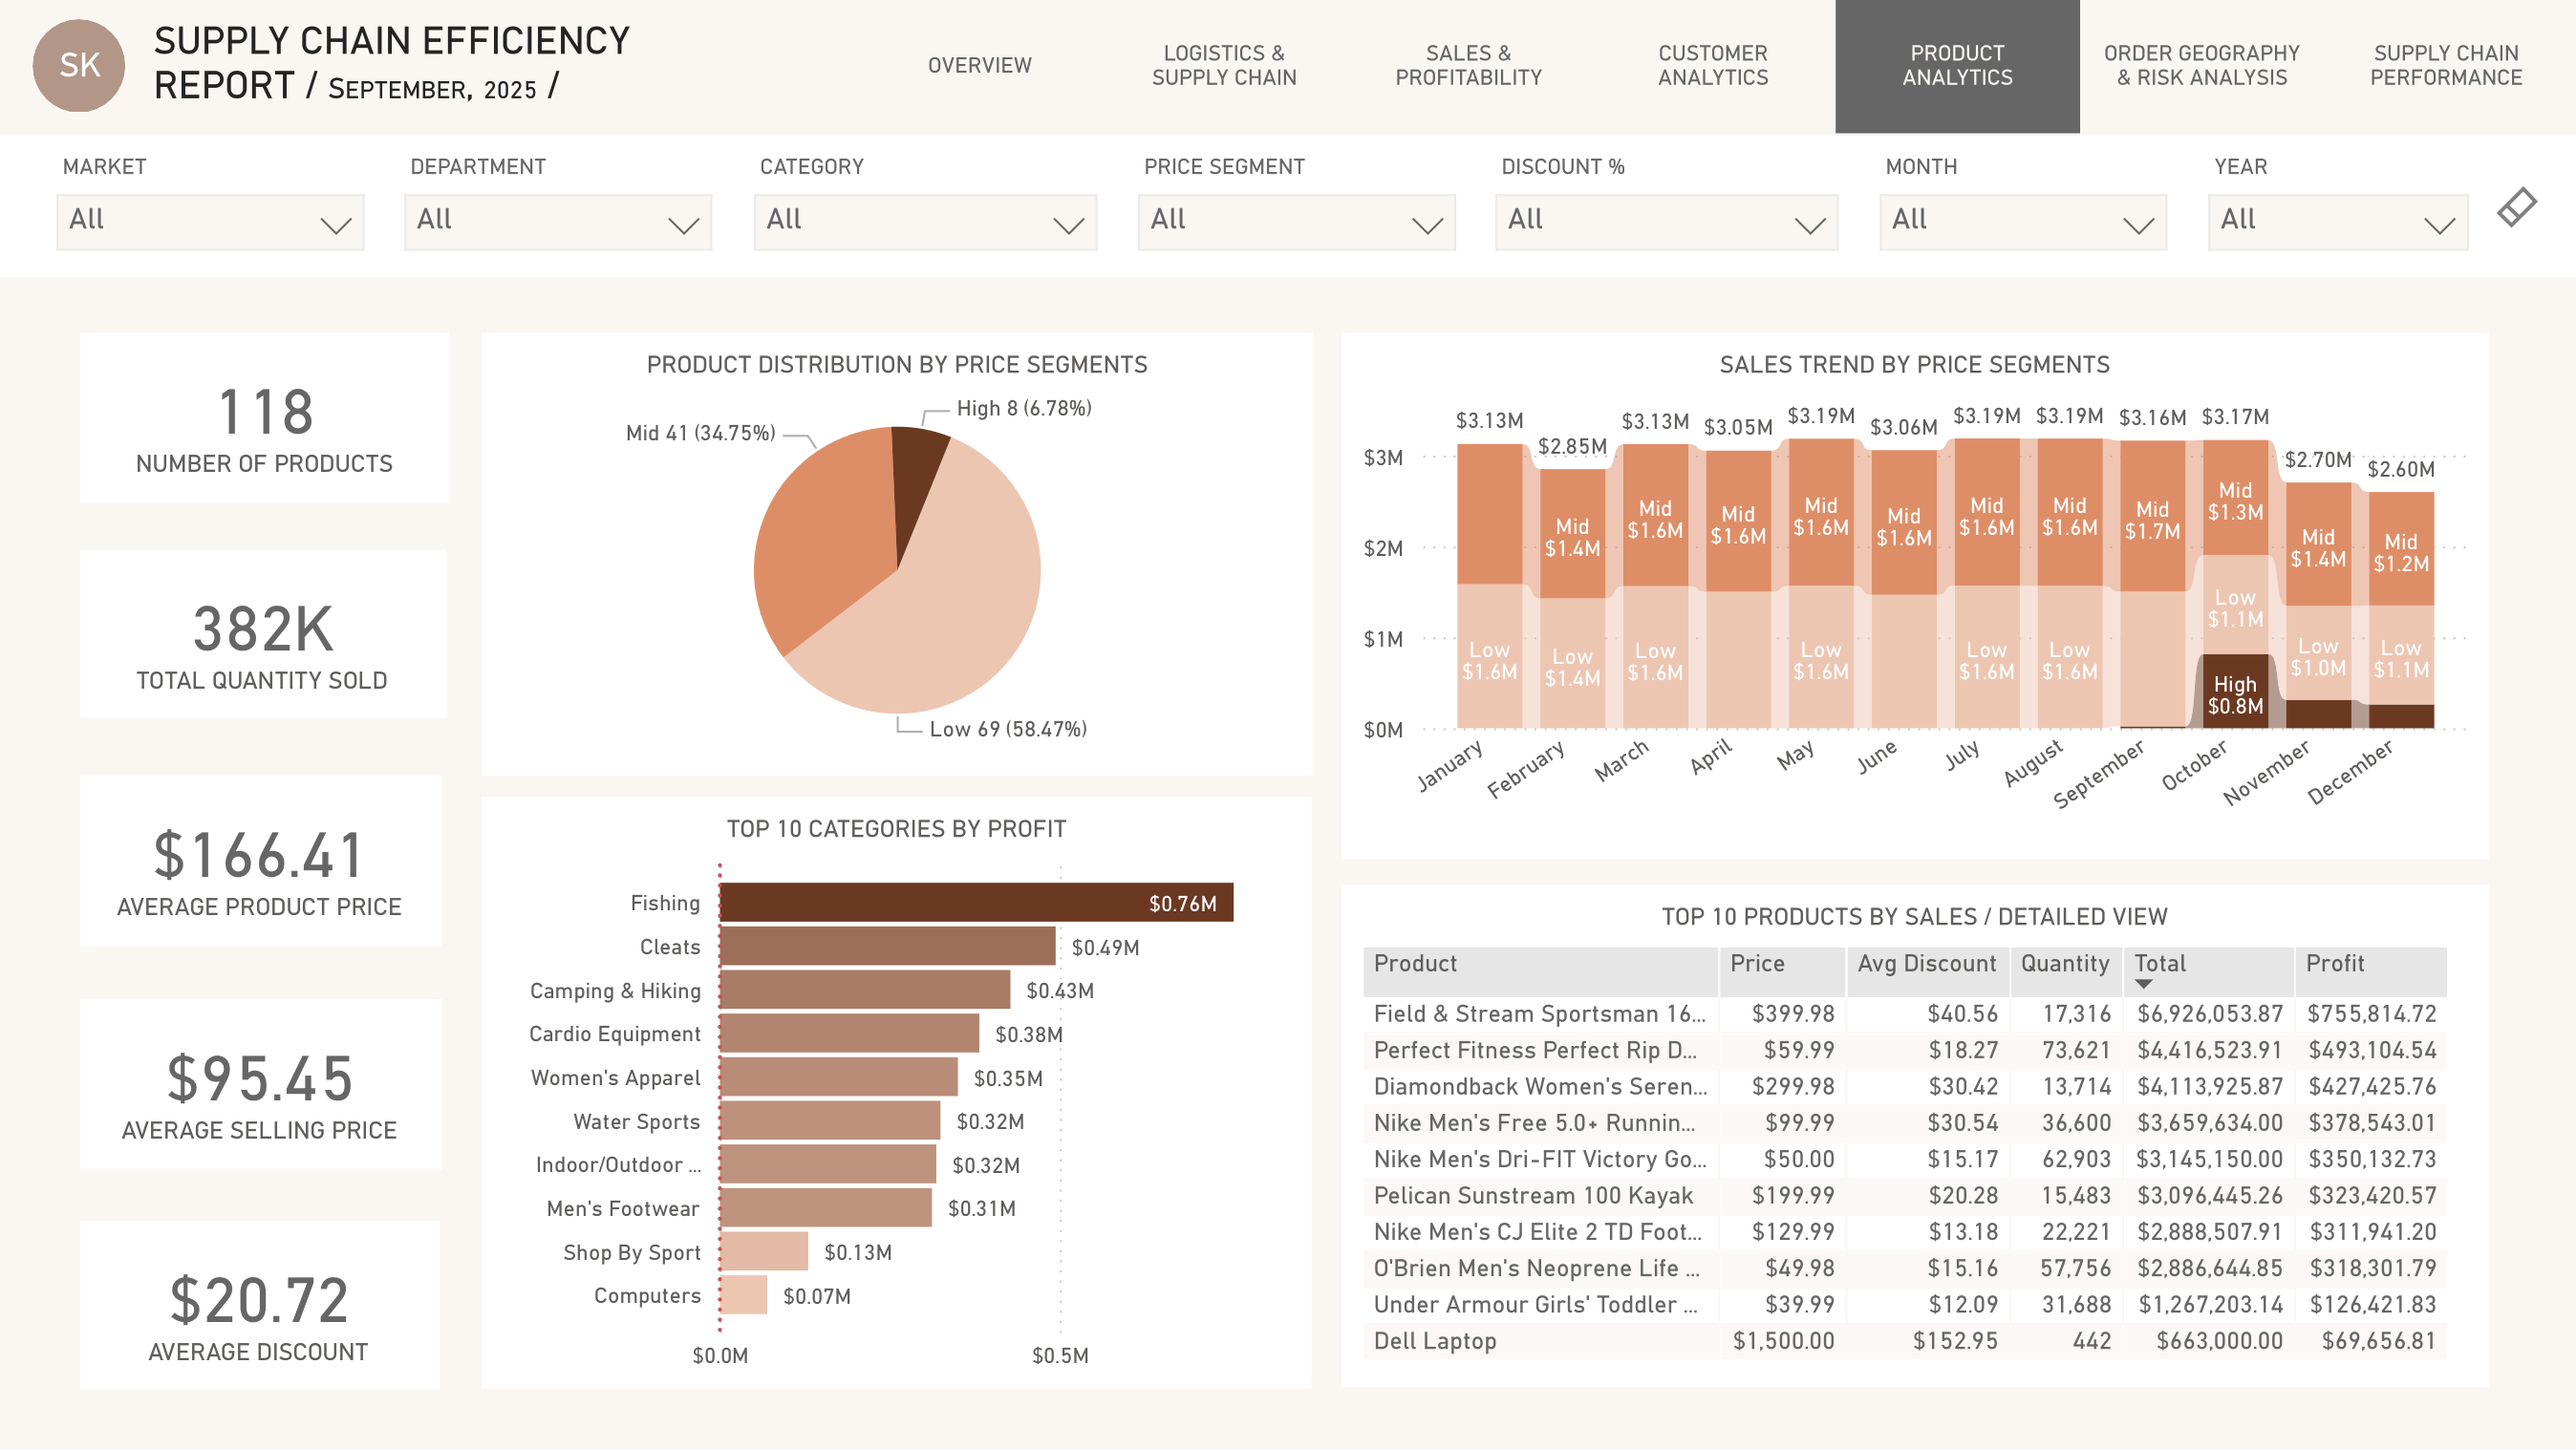 SK
SUPPLY CHAIN EFFICIENCY
REPORT / SEPTEMBER, 2025 /
OVERVIEW
LOGISTICS &
SUPPLY CHAIN
SALES &
PROFITABILITY
CUSTOMER
ANALYTICS
PRODUCT
ANALYTICS
ORDER GEOGRAPHY
& RISK ANALYSIS
SUPPLY CHAIN
PERFORMANCE
MARKET
All
DEPARTMENT
All
CATEGORY
All
PRICE SEGMENT
All
DISCOUNT %
All
MONTH
All
YEAR
All
118
NUMBER OF PRODUCTS
382K
TOTAL QUANTITY SOLD
$166.41
AVERAGE PRODUCT PRICE
$95.45
AVERAGE SELLING PRICE
$20.72
AVERAGE DISCOUNT
PRODUCT DISTRIBUTION BY PRICE SEGMENTS
High 8 (6.78%)
Mid 41 (34.75%)
Low 69 (58.47%)
TOP 10 CATEGORIES BY PROFIT
Fishing $0.76M
Cleats $0.49M
Camping & Hiking $0.43M
Cardio Equipment $0.38M
Women's Apparel $0.35M
Water Sports $0.32M
Indoor/Outdoor ... $0.32M
Men's Footwear $0.31M
Shop By Sport $0.13M
Computers $0.07M
$0.0M $0.5M
SALES TREND BY PRICE SEGMENTS
$3.13M $2.85M $3.13M $3.05M $3.19M $3.06M $3.19M $3.19M $3.16M $3.17M $2.70M $2.60M
$3M
$2M
$1M
$0M
Mid
$1.4M
Mid
$1.6M
Mid
$1.6M
Mid
$1.6M
Mid
$1.6M
Mid
$1.6M
Mid
$1.6M
Mid
$1.7M
Mid
$1.3M
Mid
$1.4M
Mid
$1.2M
Low
$1.6M
Low
$1.4M
Low
$1.6M
Low
$1.6M
Low
$1.6M
Low
$1.6M
Low
$1.1M
Low
$1.0M
Low
$1.1M
High
$0.8M
January February March April May June July August September October November December
TOP 10 PRODUCTS BY SALES / DETAILED VIEW
Product Price Avg Discount Quantity Total Profit
Field & Stream Sportsman 16... $399.98 $40.56 17,316 $6,926,053.87 $755,814.72
Perfect Fitness Perfect Rip D... $59.99 $18.27 73,621 $4,416,523.91 $493,104.54
Diamondback Women's Seren... $299.98 $30.42 13,714 $4,113,925.87 $427,425.76
Nike Men's Free 5.0+ Runnin... $99.99 $30.54 36,600 $3,659,634.00 $378,543.01
Nike Men's Dri-FIT Victory Go... $50.00 $15.17 62,903 $3,145,150.00 $350,132.73
Pelican Sunstream 100 Kayak $199.99 $20.28 15,483 $3,096,445.26 $323,420.57
Nike Men's CJ Elite 2 TD Foot... $129.99 $13.18 22,221 $2,888,507.91 $311,941.20
O'Brien Men's Neoprene Life ... $49.98 $15.16 57,756 $2,886,644.85 $318,301.79
Under Armour Girls' Toddler ... $39.99 $12.09 31,688 $1,267,203.14 $126,421.83
Dell Laptop $1,500.00 $152.95 442 $663,000.00 $69,656.81